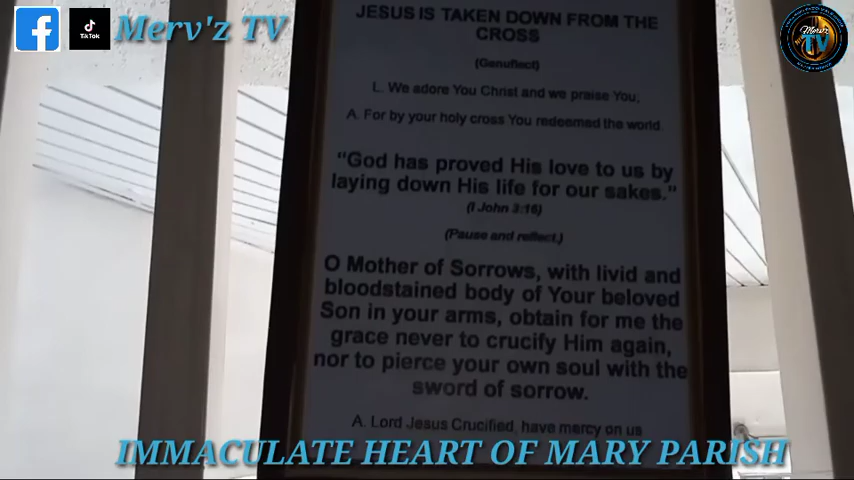 TikTok
Merv'z TV
Merv'z
TV
JESUS IS TAKEN DOWN FROM THE
CROSS
(Genuflect)
L. We adore You Christ and we praise You,
A. For by your holy cross You redeemed the world.
"God has proved His love to us by
laying down His life for our sakes."
(I John 3:16)
(Pause and reflect.)
O Mother of Sorrows, with livid and
bloodstained body of Your beloved
Son in your arms, obtain for me the
grace never to crucify Him again,
nor to pierce your own soul with the
sword of sorrow.
A. Lord Jesus Crucified, have mercy on us
IMMACULATE HEART OF MARY PARISH